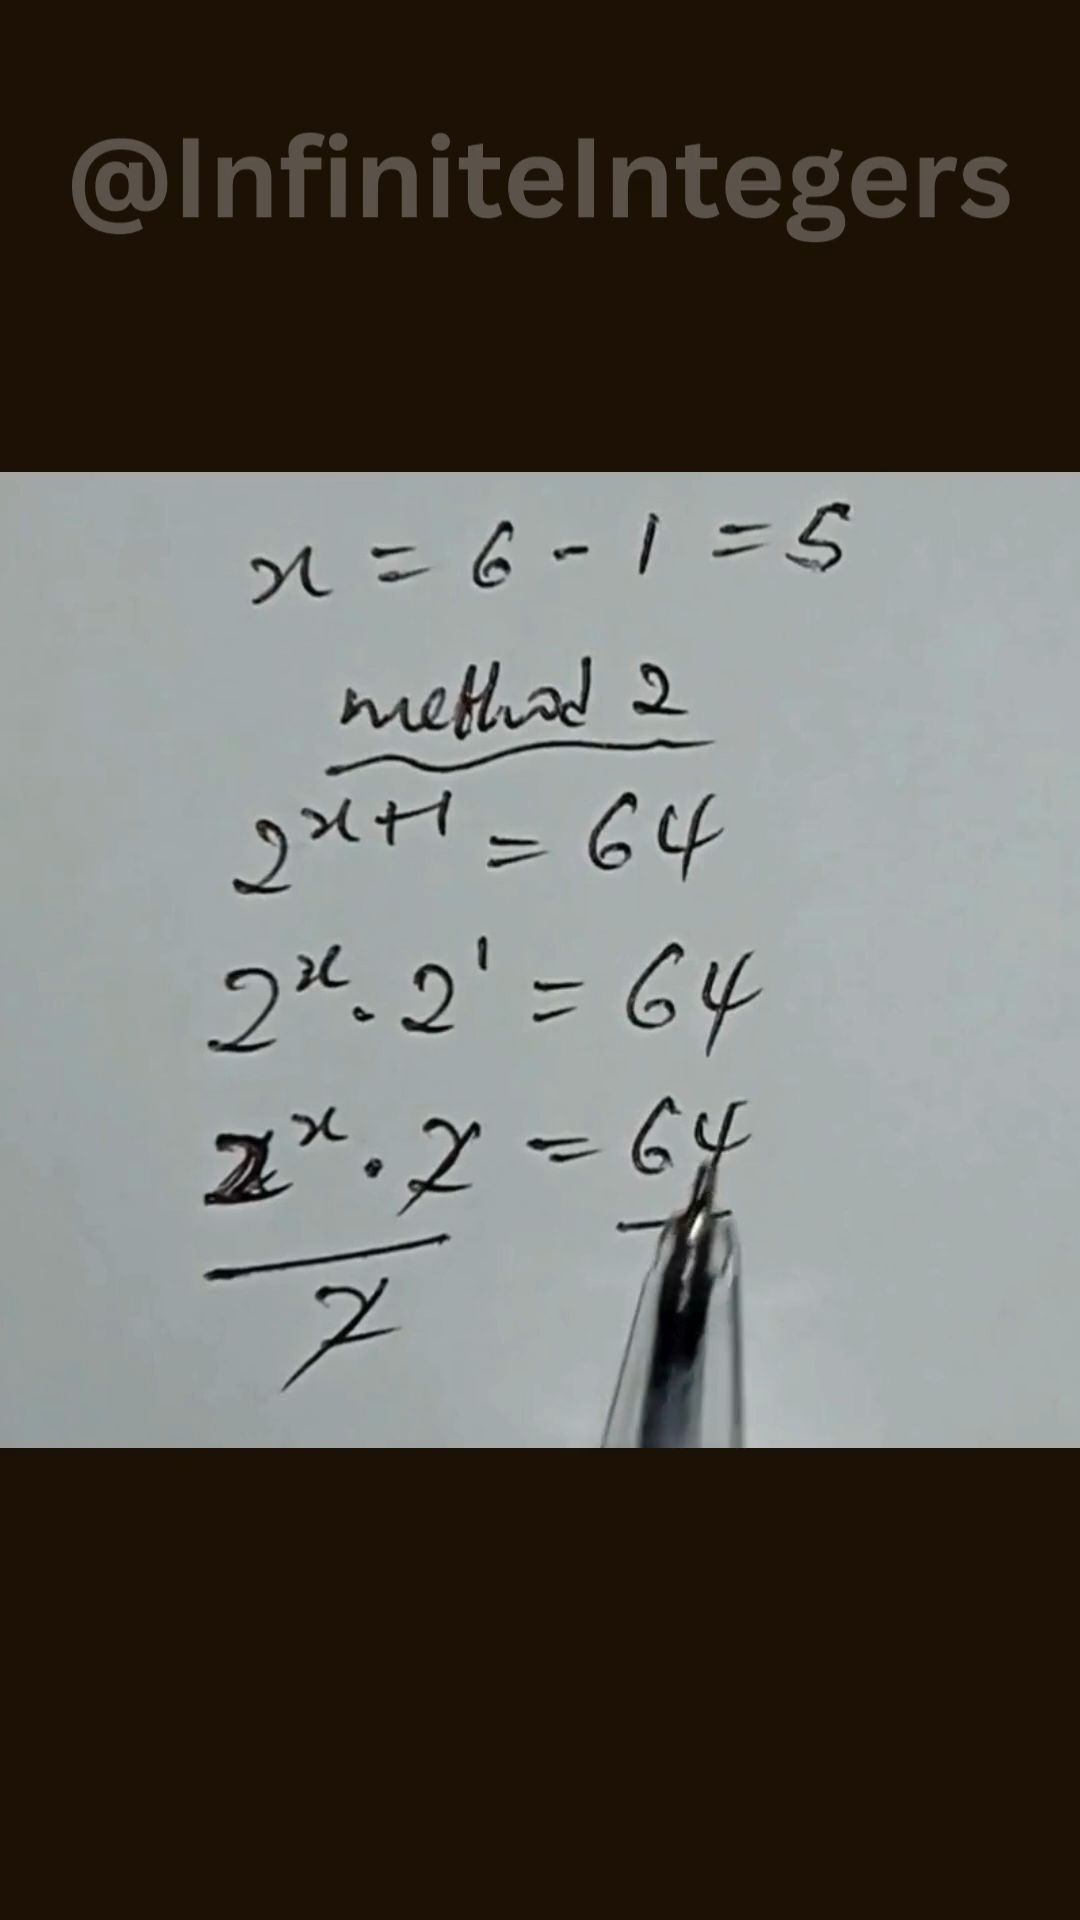 @InfiniteIntegers
x = 6 - 1 = 5
method 2
2^{x+1} = 64
2^x · 2^1 = 64
2^x · 2 = 64
2